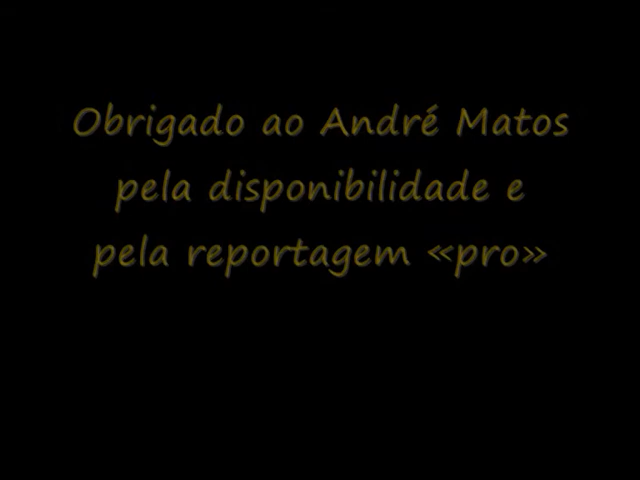 Obrigado ao André Matos
pela disponibilidade e
pela reportagem «pro»